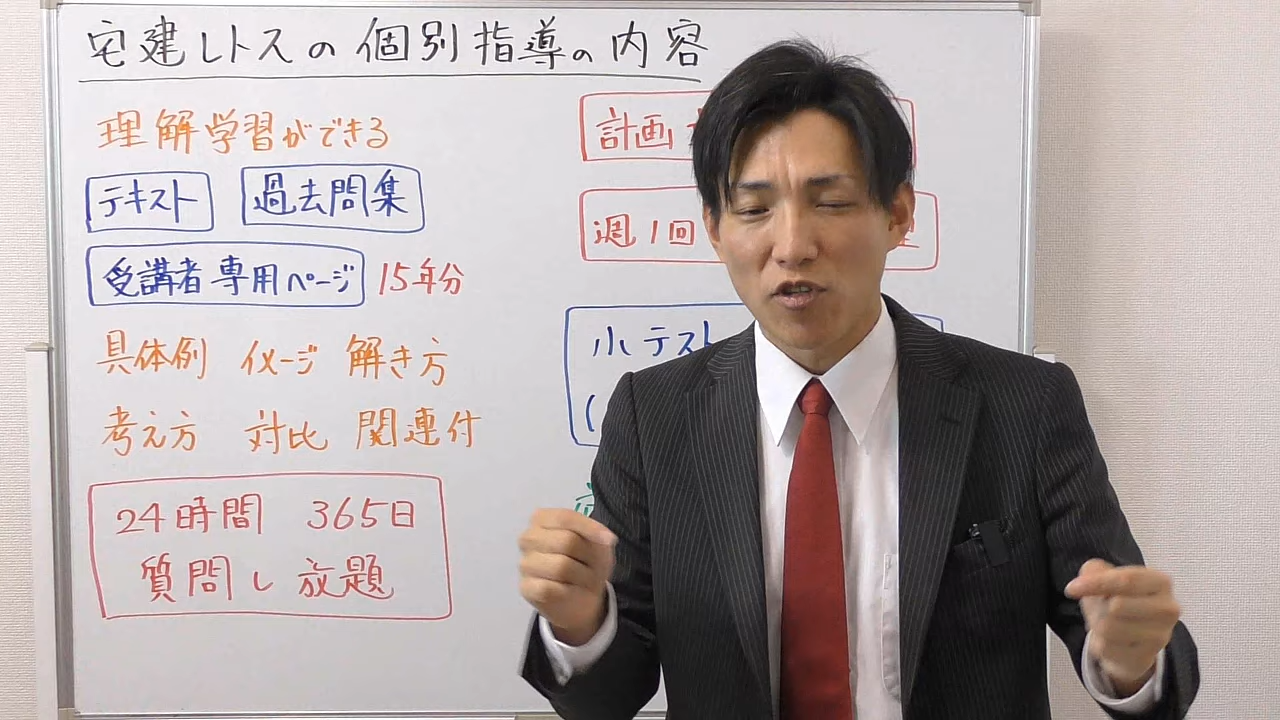 宅建レトスの個別指導の内容
理解学習ができる
テキスト 過去問集
受講者専用ページ 15年分
具体例 イメージ 解き方
考え方 対比 関連付
24時間 365日
質問し放題
計画
週1回
小テスト